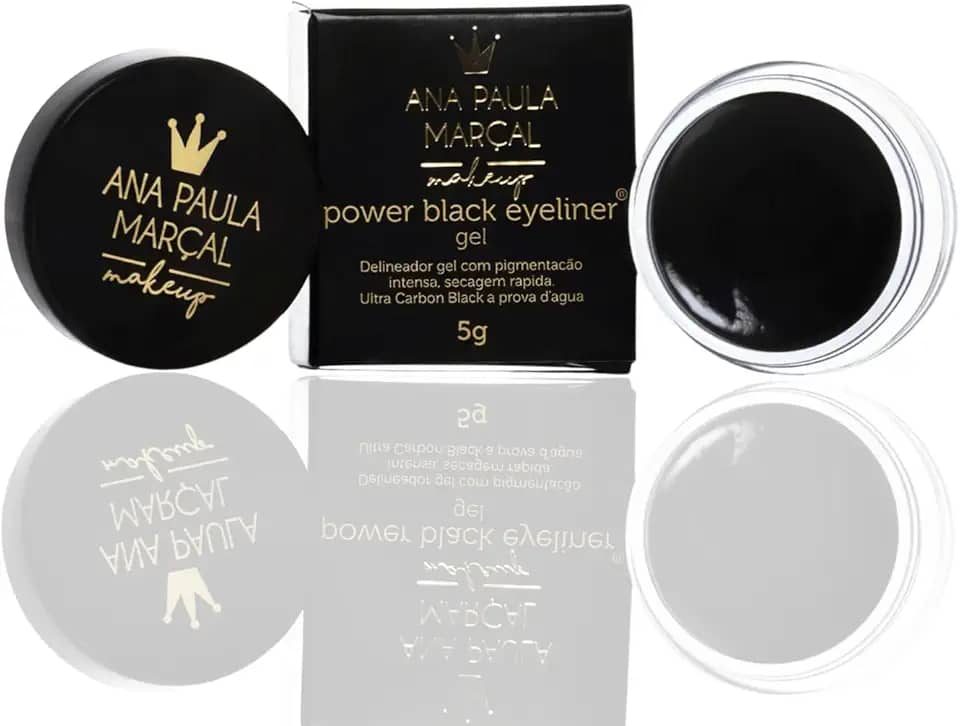 ANA PAULA
MARÇAL
makeup
ANA PAULA
MARÇAL
makeup
power black eyeliner®
gel
Delineador gel com pigmentacão
intensa, secagem rapida.
Ultra Carbon Black a prova d'agua
5g